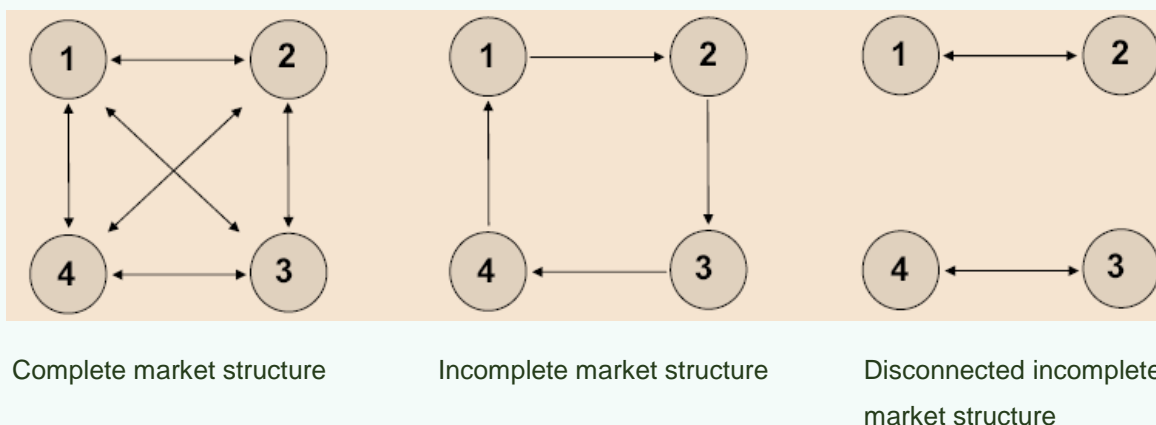 1 2 1 2 1 2
4 3 4 3 4 3
Complete market structure Incomplete market structure Disconnected incomplete
market structure